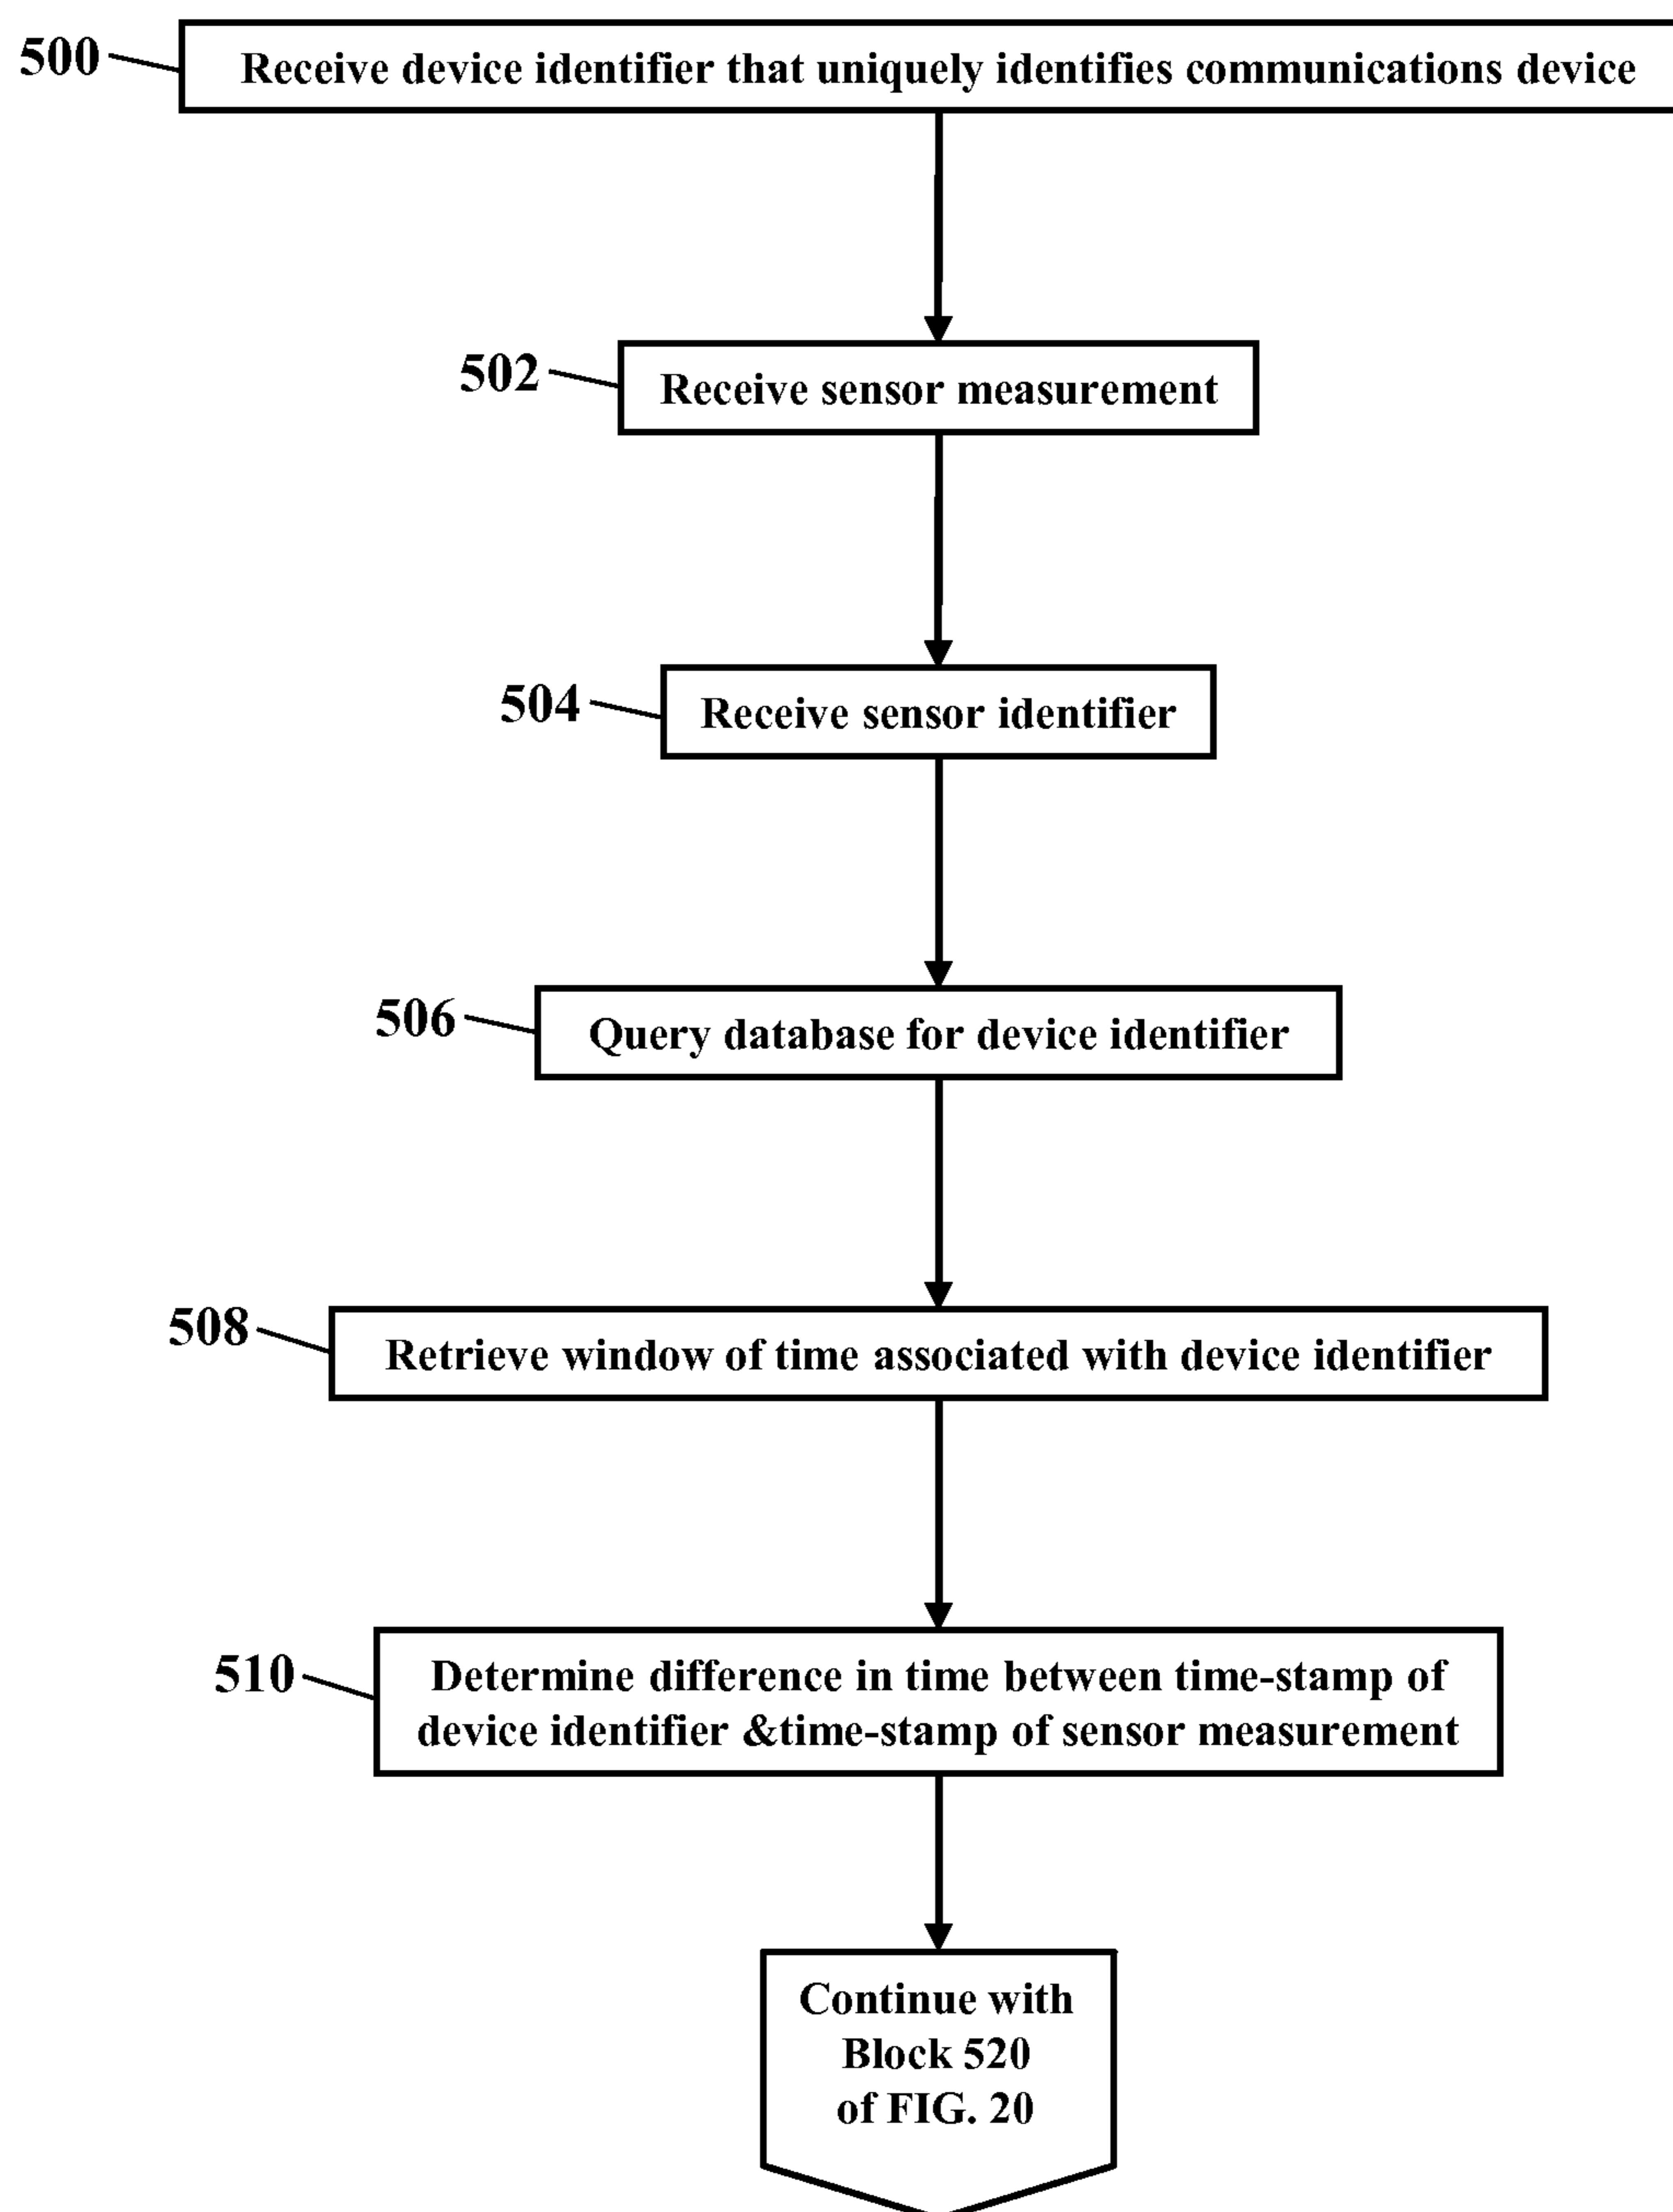 500
Receive device identifier that uniquely identifies communications device
502
Receive sensor measurement
504
Receive sensor identifier
506
Query database for device identifier
508
Retrieve window of time associated with device identifier
510
Determine difference in time between time-stamp of
device identifier &time-stamp of sensor measurement
Continue with
Block 520
of FIG. 20